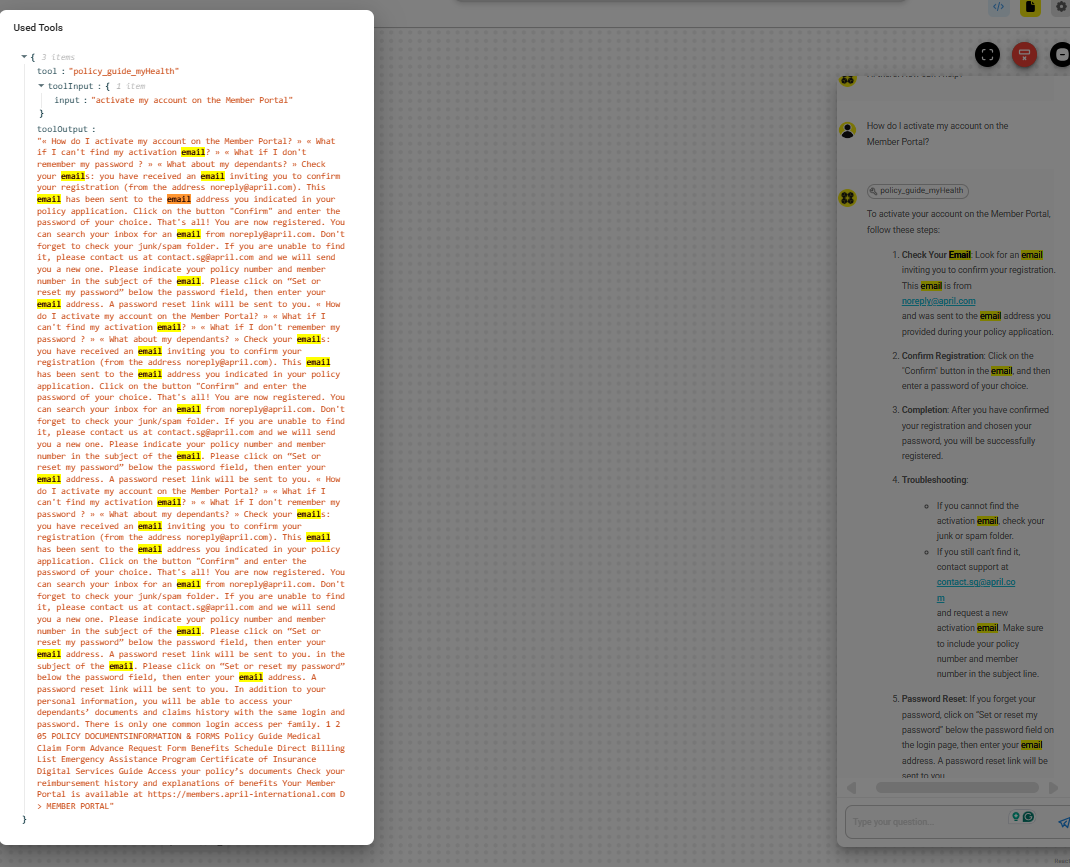 Used Tools
{ 3 items
tool : "policy_guide_myHealth"
toolInput : { 1 item
input : "activate my account on the Member Portal"
}
toolOutput :
"« How do I activate my account on the Member Portal? » « What
if I can't find my activation email? » « What if I don't
remember my password ? » « What about my dependants? » Check
your emails: you have received an email inviting you to confirm
your registration (from the address noreply@april.com). This
email has been sent to the email address you indicated in your
policy application. Click on the button "Confirm" and enter the
password of your choice. That's all! You are now registered. You
can search your inbox for an email from noreply@april.com. Don't
forget to check your junk/spam folder. If you are unable to find
it, please contact us at contact.sg@april.com and we will send
you a new one. Please indicate your policy number and member
number in the subject of the email. Please click on “Set or
reset my password” below the password field, then enter your
email address. A password reset link will be sent to you. « How
do I activate my account on the Member Portal? » « What if I
can't find my activation email? » « What if I don't remember my
password ? » « What about my dependants? » Check your emails:
you have received an email inviting you to confirm your
registration (from the address noreply@april.com). This email
has been sent to the email address you indicated in your policy
application. Click on the button "Confirm" and enter the
password of your choice. That's all! You are now registered. You
can search your inbox for an email from noreply@april.com. Don't
forget to check your junk/spam folder. If you are unable to find
it, please contact us at contact.sg@april.com and we will send
you a new one. Please indicate your policy number and member
number in the subject of the email. Please click on “Set or
reset my password” below the password field, then enter your
email address. A password reset link will be sent to you. « How
do I activate my account on the Member Portal? » « What if I
can't find my activation email? » « What if I don't remember my
password ? » « What about my dependants? » Check your emails:
you have received an email inviting you to confirm your
registration (from the address noreply@april.com). This email
has been sent to the email address you indicated in your policy
application. Click on the button "Confirm" and enter the
password of your choice. That's all! You are now registered. You
can search your inbox for an email from noreply@april.com. Don't
forget to check your junk/spam folder. If you are unable to find
it, please contact us at contact.sg@april.com and we will send
you a new one. Please indicate your policy number and member
number in the subject of the email. Please click on “Set or
reset my password” below the password field, then enter your
email address. A password reset link will be sent to you. in the
subject of the email. Please click on “Set or reset my password”
below the password field, then enter your email address. A
password reset link will be sent to you. In addition to your
personal information, you will be able to access your
dependants’ documents and claims history with the same login and
password. There is only one common login access per family. 1 2
05 POLICY DOCUMENTSINFORMATION & FORMS Policy Guide Medical
Claim Form Advance Request Form Benefits Schedule Direct Billing
List Emergency Assistance Program Certificate of Insurance
Digital Services Guide Access your policy’s documents Check your
reimbursement history and explanations of benefits Your Member
Portal is available at https://members.april-international.com D
> MEMBER PORTAL"
}
How do I activate my account on the
Member Portal?
policy_guide_myHealth
To activate your account on the Member Portal,
follow these steps:
1. Check Your Email: Look for an email
inviting you to confirm your registration.
This email is from
noreply@april.com
and was sent to the email address you
provided during your policy application.
2. Confirm Registration: Click on the
'Confirm' button in the email, and then
enter a password of your choice.
3. Completion: After you have confirmed
your registration and chosen your
password, you will be successfully
registered.
4. Troubleshooting:
If you cannot find the
activation email, check your
junk or spam folder.
If you still can't find it,
contact support at
contact.sg@april.co
m
and request a new
activation email. Make sure
to include your policy
number and member
number in the subject line.
5. Password Reset: If you forget your
password, click on "Set or reset my
password" below the password field on
the login page, then enter your email
address. A password reset link will be
sent to you
Type your question...